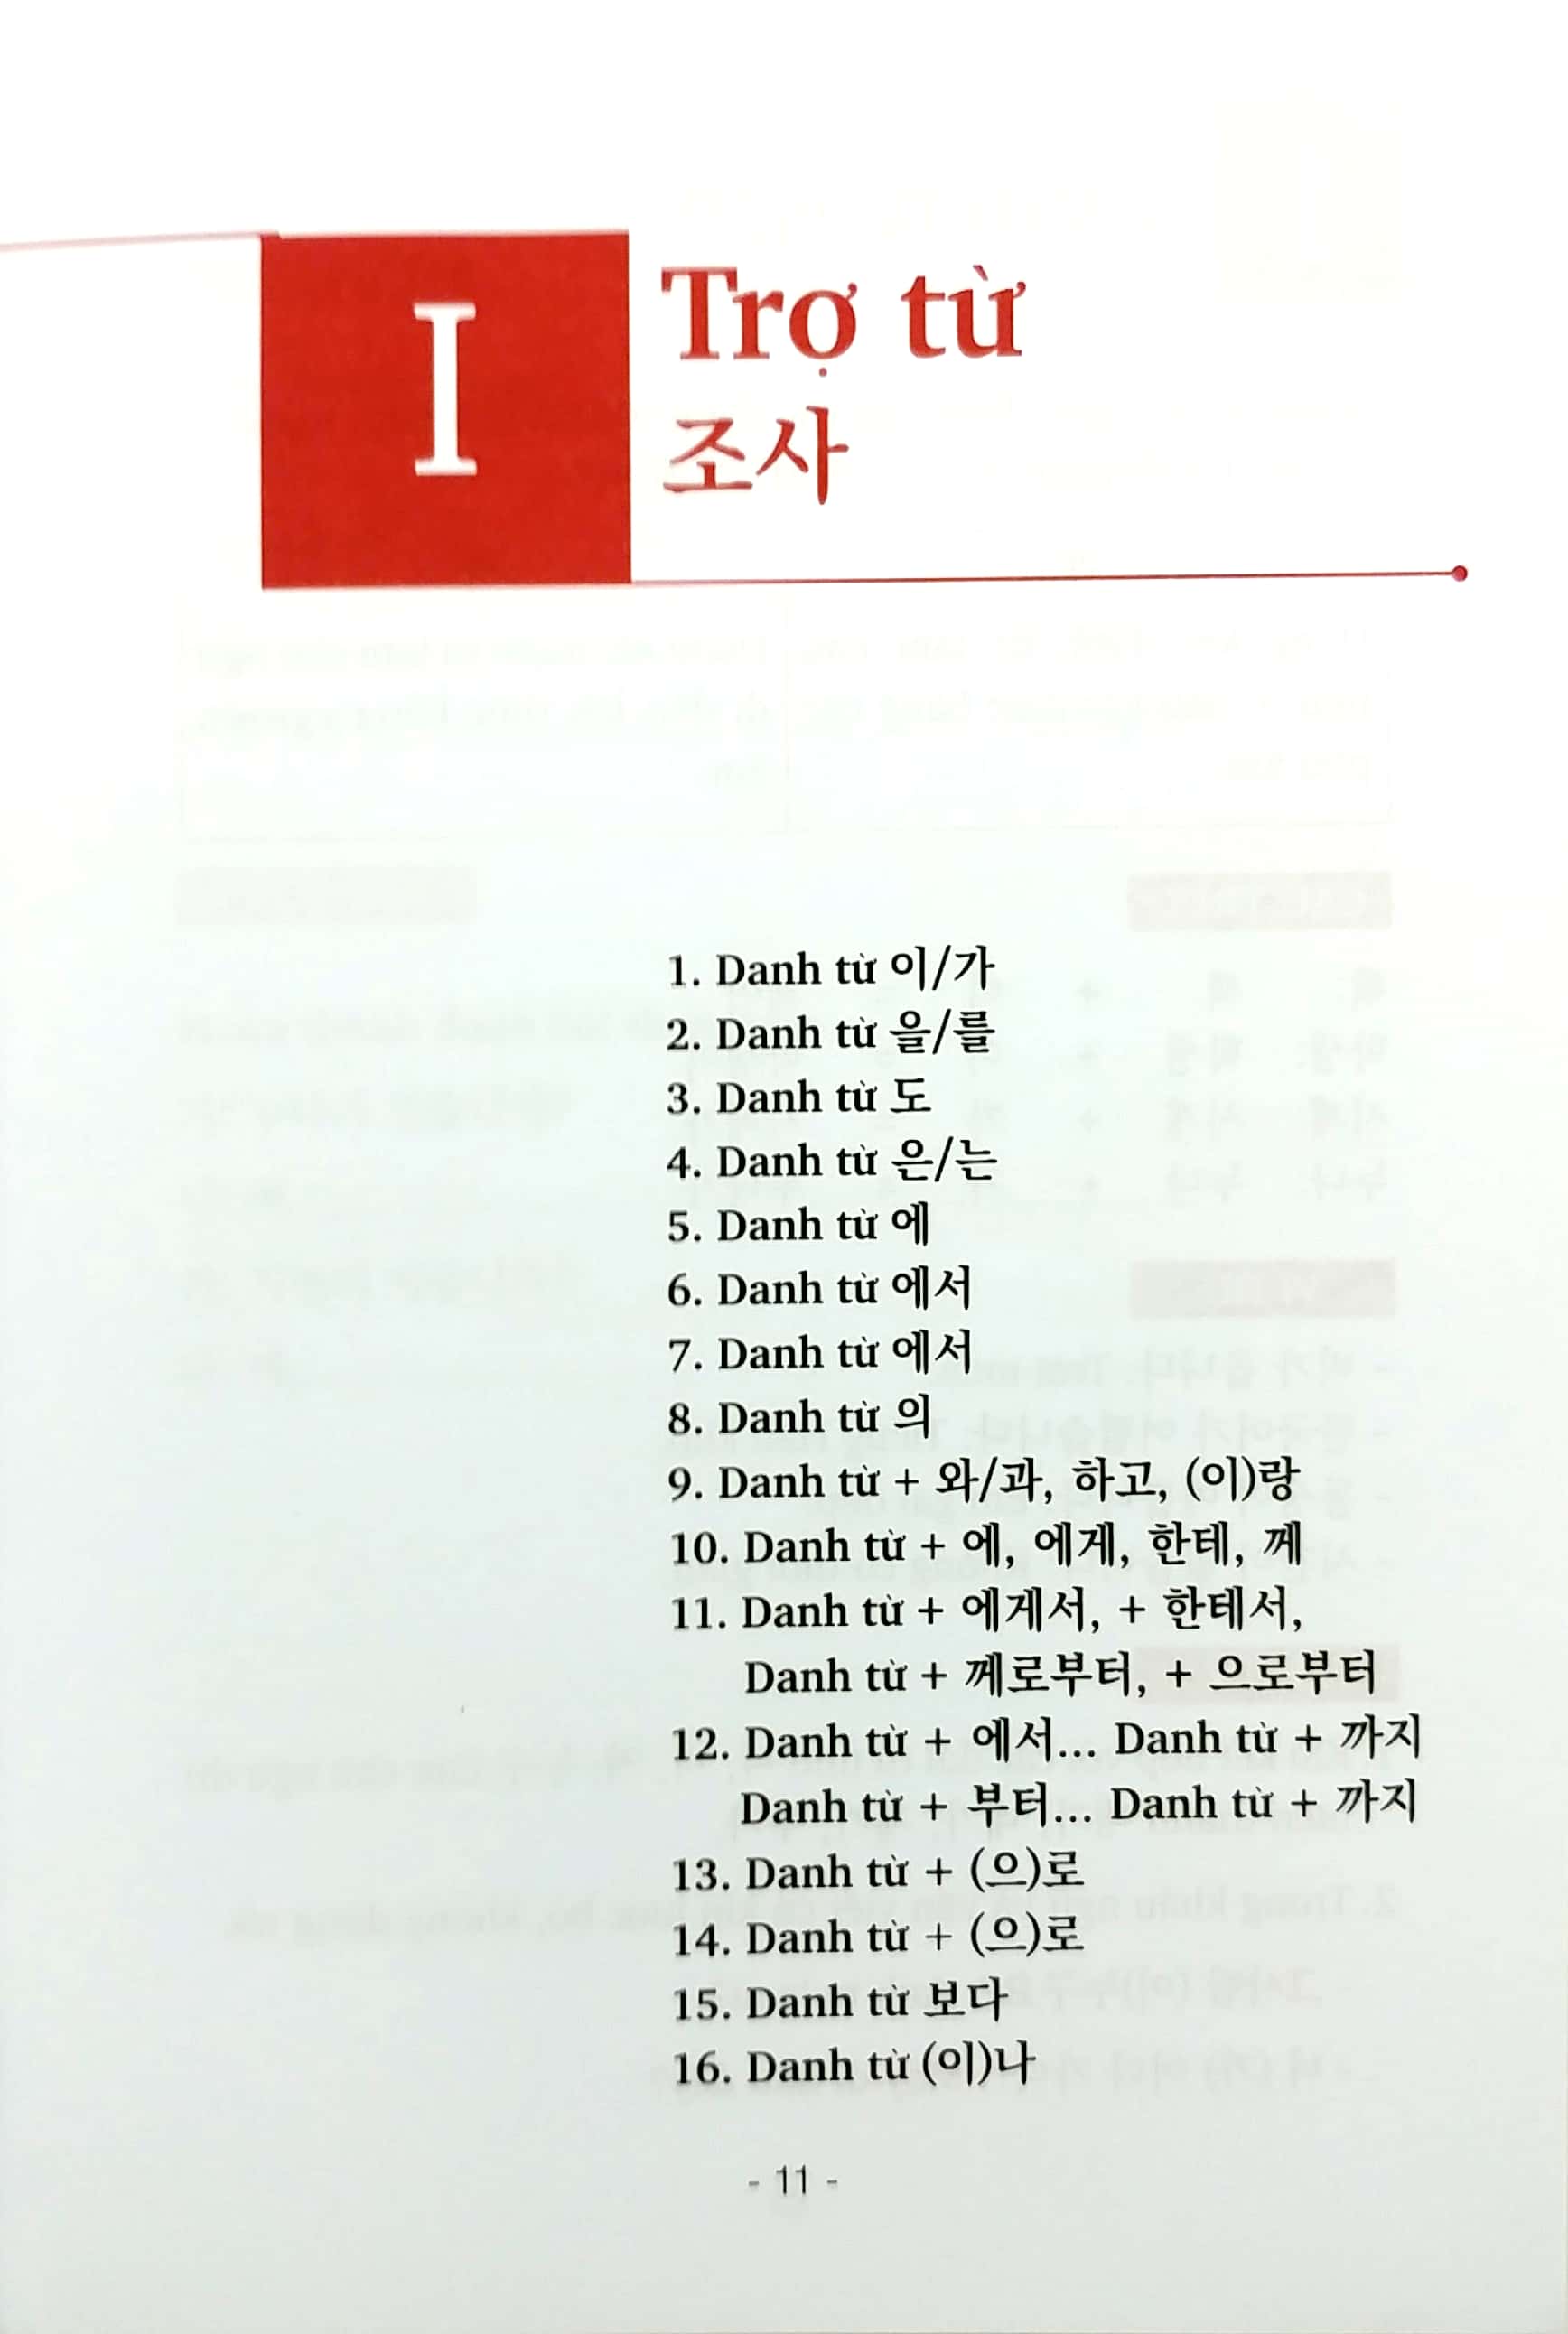 I
Trợ từ
조사
1. Danh từ 이/가
2. Danh từ 을/를
3. Danh từ 도
4. Danh từ 은/는
5. Danh từ 에
6. Danh từ 에서
7. Danh từ 에서
8. Danh từ 의
9. Danh từ + 와/과, 하고, (이)랑
10. Danh từ + 에, 에게, 한테, 께
11. Danh từ + 에게서, + 한테서,
Danh từ + 께로부터, + 으로부터
12. Danh từ + 에서... Danh từ + 까지
Danh từ + 부터... Danh từ + 까지
13. Danh từ + (으)로
14. Danh từ + (으)로
15. Danh từ 보다
16. Danh từ (이)나
- 11 -